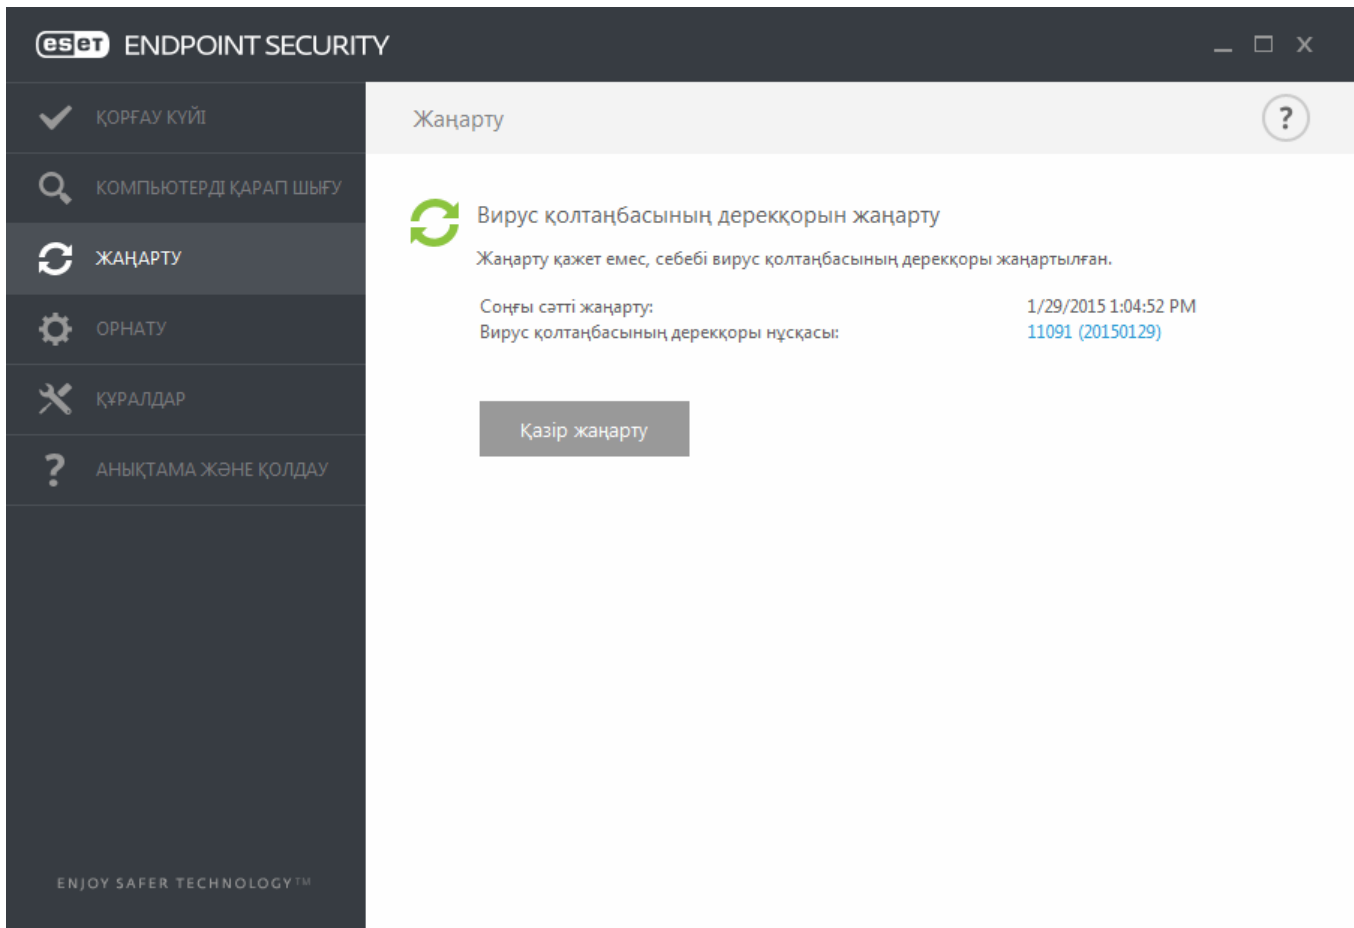 eset ENDPOINT SECURITY
ҚОРҒАУ КҮЙІ
КОМПЬЮТЕРДІ ҚАРАП ШЫҒУ
ЖАҢАРТУ
ОРНАТУ
ҚҰРАЛДАР
АНЫҚТАМА ЖӘНЕ ҚОЛДАУ
ENJOY SAFER TECHNOLOGY™
Жаңарту
?
Вирус қолтаңбасының дерекқорын жаңарту
Жаңарту қажет емес, себебі вирус қолтаңбасының дерекқоры жаңартылған.
Соңғы сәтті жаңарту: 1/29/2015 1:04:52 PM
Вирус қолтаңбасының дерекқоры нұсқасы: 11091 (20150129)
Қазір жаңарту